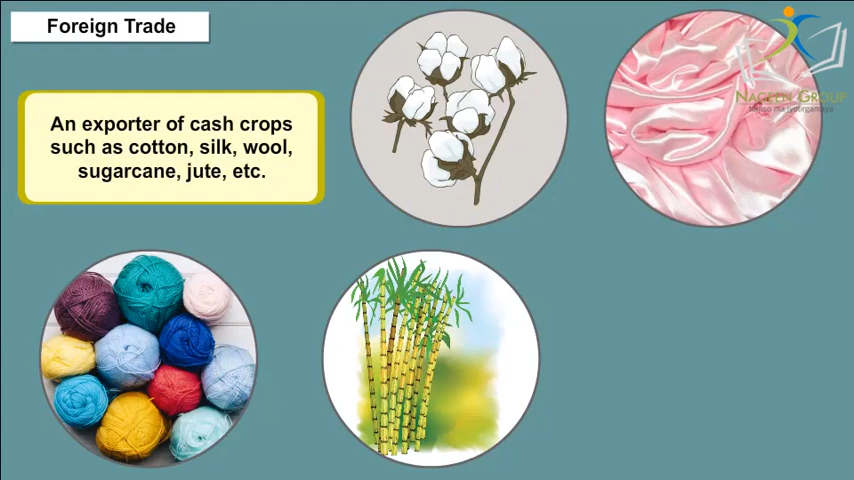 Foreign Trade
An exporter of cash crops
such as cotton, silk, wool,
sugarcane, jute, etc.
NAGEEN GROUP